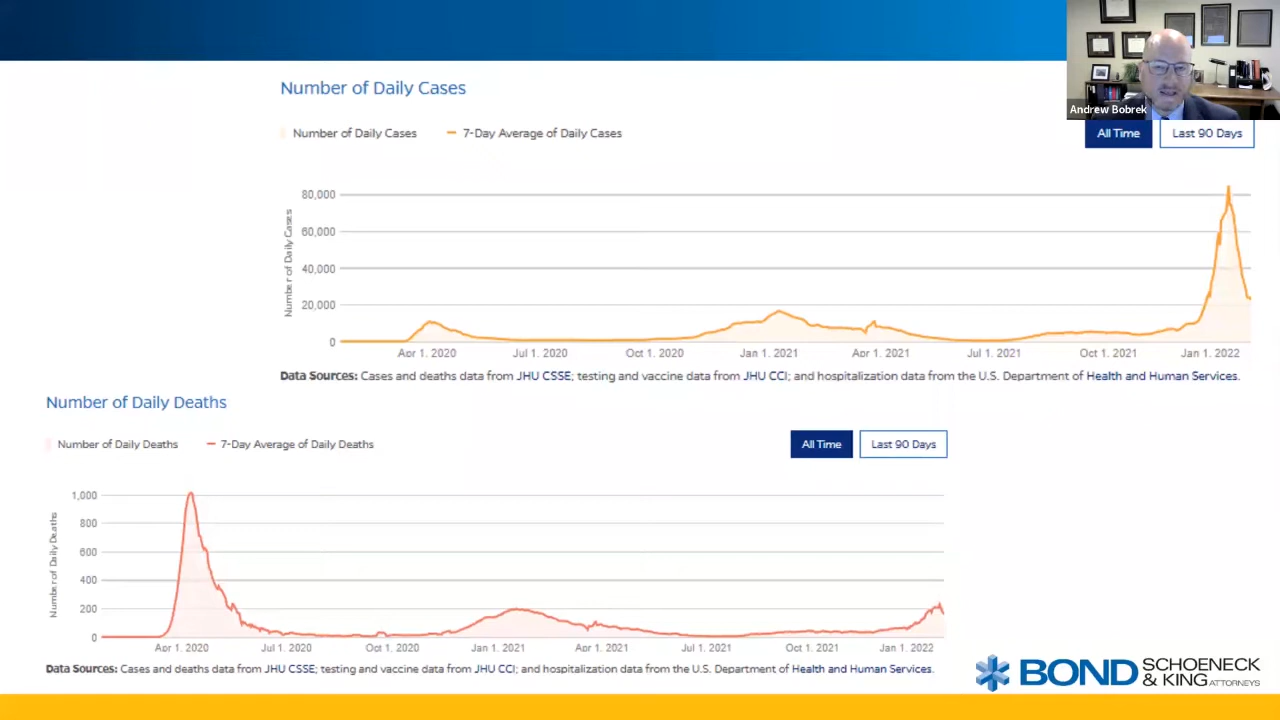 Andrew Bobrek
Number of Daily Cases
Number of Daily Cases 7-Day Average of Daily Cases
All Time Last 90 Days
Number of Daily Cases
80,000
60,000
40,000
20,000
0
Apr 1, 2020 Jul 1, 2020 Oct 1, 2020 Jan 1, 2021 Apr 1, 2021 Jul 1, 2021 Oct 1, 2021 Jan 1, 2022
Data Sources: Cases and deaths data from JHU CSSE; testing and vaccine data from JHU CCI; and hospitalization data from the U.S. Department of Health and Human Services.
Number of Daily Deaths
Number of Daily Deaths 7-Day Average of Daily Deaths
All Time Last 90 Days
Number of Daily Deaths
1,000
800
600
400
200
0
Apr 1, 2020 Jul 1, 2020 Oct 1, 2020 Jan 1, 2021 Apr 1, 2021 Jul 1, 2021 Oct 1, 2021 Jan 1, 2022
Data Sources: Cases and deaths data from JHU CSSE; testing and vaccine data from JHU CCI; and hospitalization data from the U.S. Department of Health and Human Services.
BOND SCHOENECK
& KING ATTORNEYS